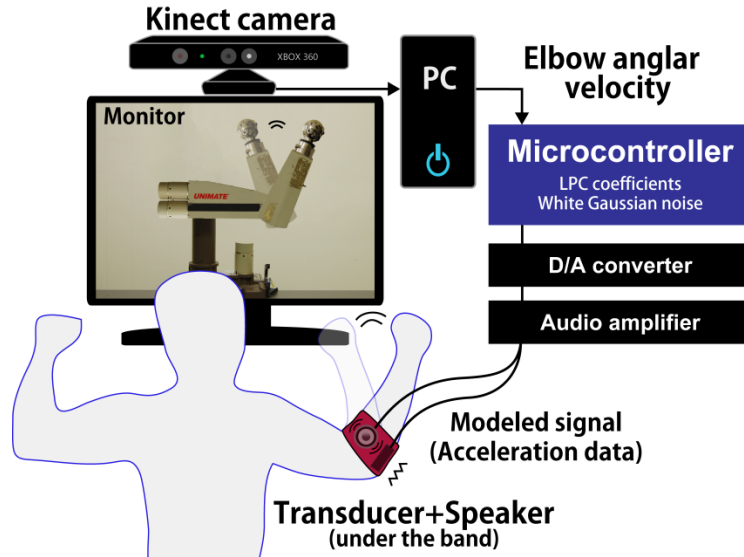 Kinect camera
XBOX 360
Monitor
UNIMATE
PC
Elbow anglar
velocity
Microcontroller
LPC coefficients
White Gaussian noise
D/A converter
Audio amplifier
Modeled signal
(Acceleration data)
Transducer+Speaker
(under the band)